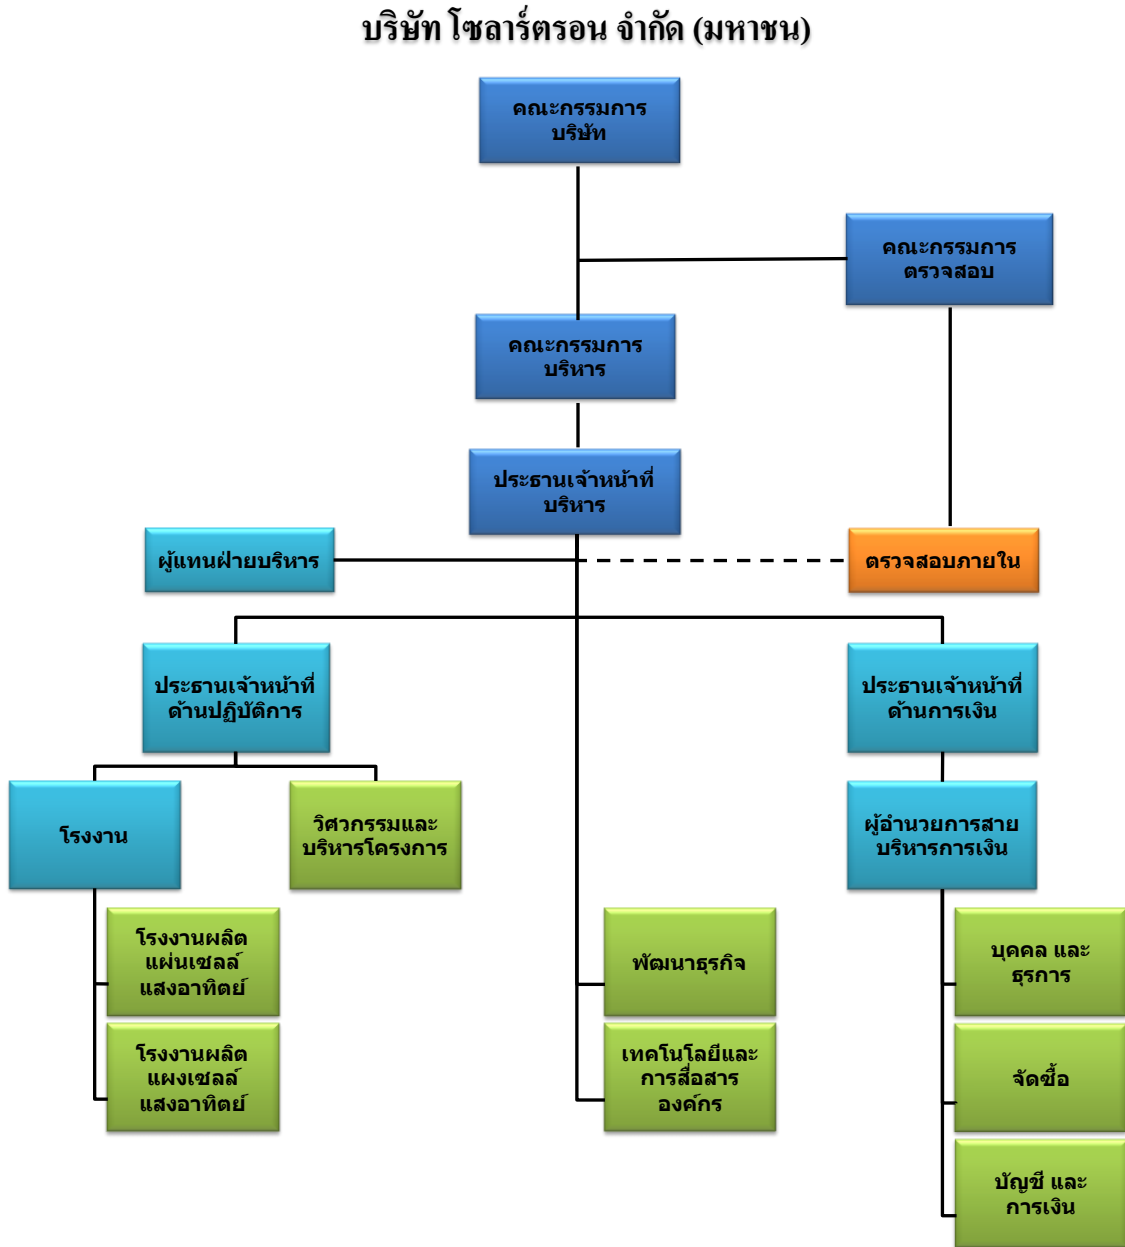 บริษัท โซลาร์ตรอน จำกัด (มหาชน)
คณะกรรมการ
บริษัท
คณะกรรมการ
ตรวจสอบ
คณะกรรมการ
บริหาร
ประธานเจ้าหน้าที่
บริหาร
ผู้แทนฝ่ายบริหาร
ตรวจสอบภายใน
ประธานเจ้าหน้าที่
ด้านปฏิบัติการ
ประธานเจ้าหน้าที่
ด้านการเงิน
โรงงาน
วิศวกรรมและ
บริหารโครงการ
ผู้อำนวยการสาย
บริหารการเงิน
โรงงานผลิต
แผ่นเซลล์
แสงอาทิตย์
พัฒนาธุรกิจ
บุคคล และ
ธุรการ
โรงงานผลิต
แผงเซลล์
แสงอาทิตย์
เทคโนโลยีและ
การสื่อสาร
องค์กร
จัดซื้อ
บัญชี และ
การเงิน